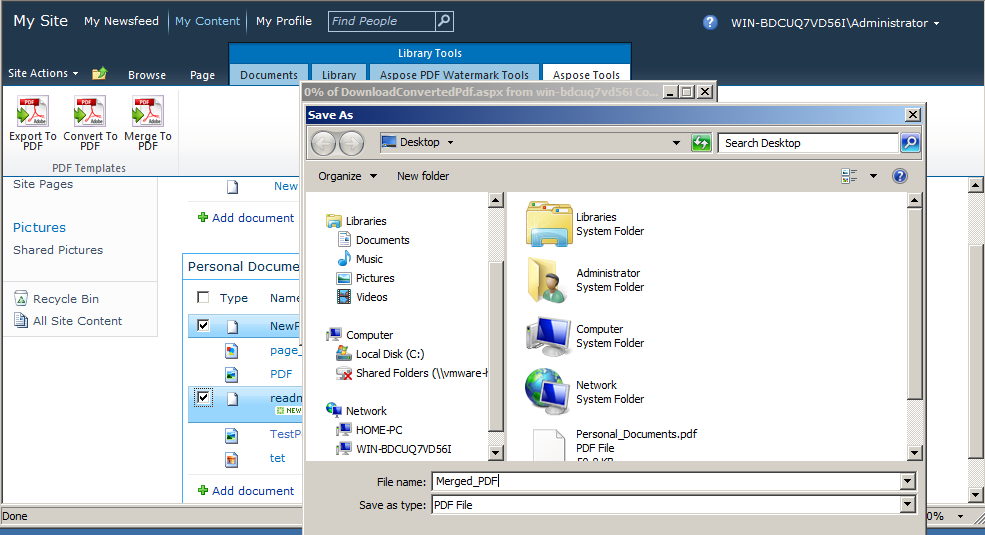 My Site My Newsfeed My Content My Profile Find People WIN-BDCUQ7VD56I\Administrator
Library Tools
Site Actions Browse Page Documents Library Aspose PDF Watermark Tools Aspose Tools
0% of DownloadConvertedPdf.aspx from win-bdcuq7vd56i Co...
Export To PDF
Convert To PDF
Merge To PDF
PDF Templates
Site Pages
Pictures
Shared Pictures
Recycle Bin
All Site Content
New
Add document
Personal Docume
Type Name
NewF
page_
PDF
readn
NEW
TestP
tet
Add document
Save As
Desktop
Search Desktop
Organize New folder
Libraries
Documents
Music
Pictures
Videos
Computer
Local Disk (C:)
Shared Folders (\\vmware-h
Network
HOME-PC
WIN-BDCUQ7VD56I
Libraries
System Folder
Administrator
System Folder
Computer
System Folder
Network
System Folder
Personal_Documents.pdf
PDF File
File name: Merged_PDF
Save as type: PDF File
Done
0%